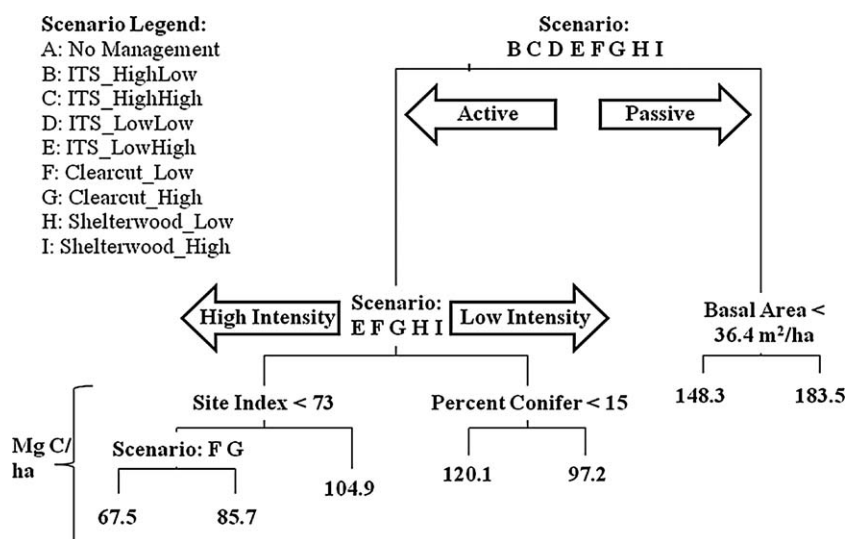 Scenario Legend:
A: No Management
B: ITS_HighLow
C: ITS_HighHigh
D: ITS_LowLow
E: ITS_LowHigh
F: Clearcut_Low
G: Clearcut_High
H: Shelterwood_Low
I: Shelterwood_High
Scenario:
B C D E F G H I
Active
Passive
High Intensity
Scenario:
E F G H I
Low Intensity
Basal Area <
36.4 m²/ha
148.3
183.5
Site Index < 73
Percent Conifer < 15
Mg C/
ha
Scenario: F G
104.9
120.1
97.2
67.5
85.7